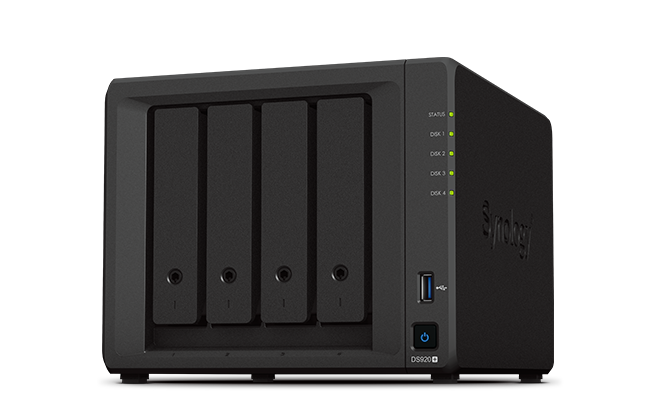 STATUS
DISK 1
DISK 2
DISK 3
DISK 4
Synology
DS920+